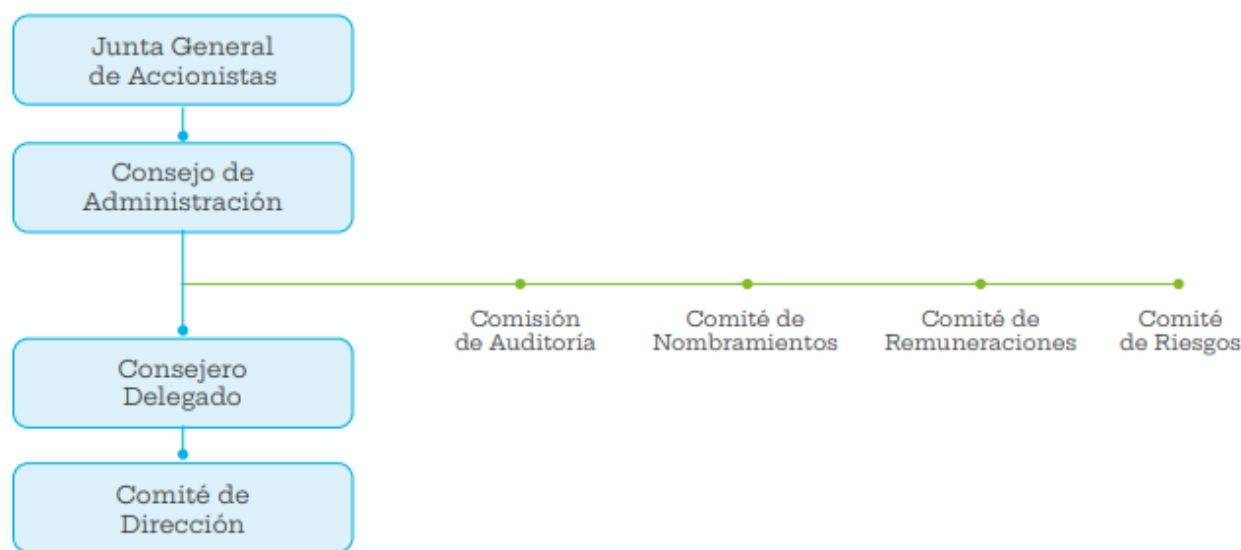 Junta General
de Accionistas
Consejo de
Administración
Comisión
de Auditoría
Comité de
Nombramientos
Comité de
Remuneraciones
Comité
de Riesgos
Consejero
Delegado
Comité de
Dirección